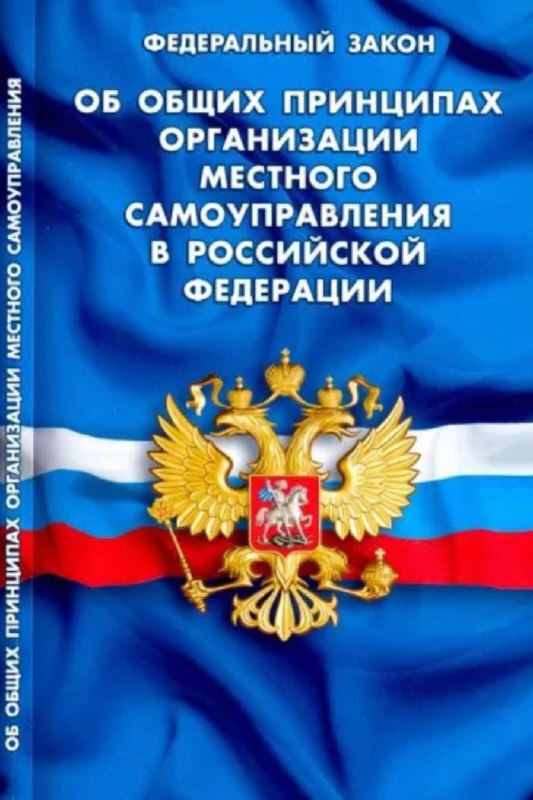 ФЕДЕРАЛЬНЫЙ ЗАКОН
ОБ ОБЩИХ ПРИНЦИПАХ
ОРГАНИЗАЦИИ
МЕСТНОГО
САМОУПРАВЛЕНИЯ
В РОССИЙСКОЙ
ФЕДЕРАЦИИ
ОБ ОБЩИХ ПРИНЦИПАХ ОРГАНИЗАЦИИ МЕСТНОГО САМОУПРАВЛЕНИЯ